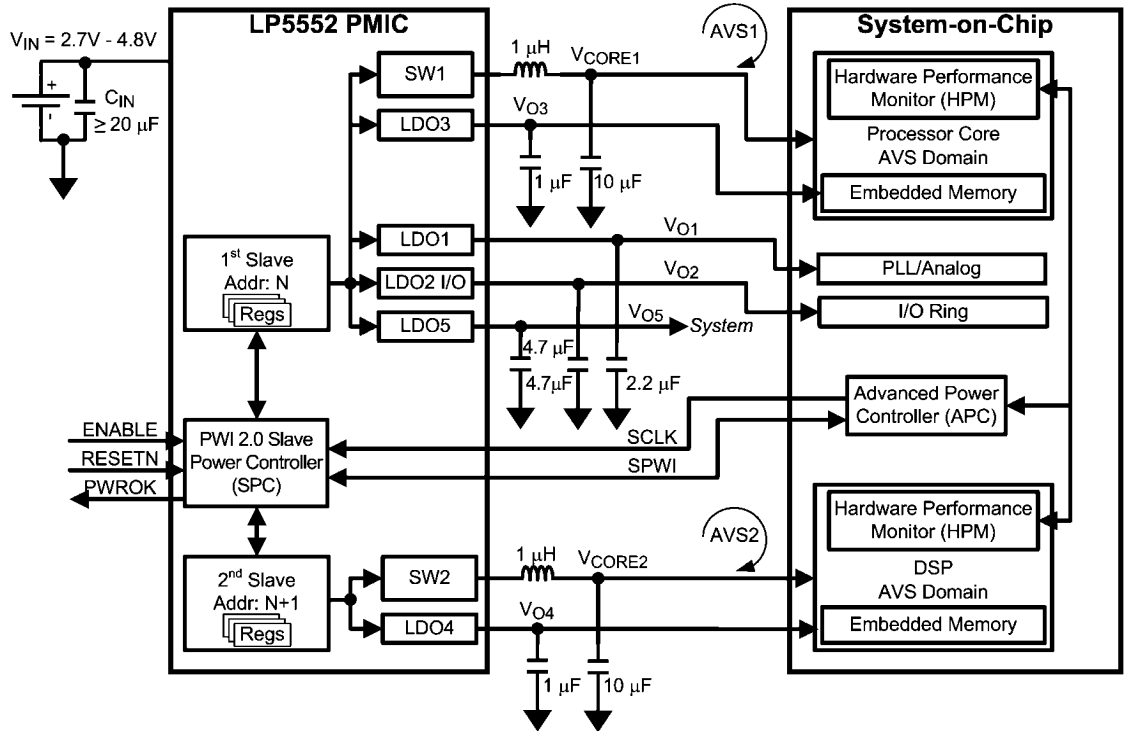 LP5552 PMIC
System-on-Chip
V_IN = 2.7V - 4.8V
+
-
C_IN
≥ 20 μF
SW1
1 μH
V_CORE1
AVS1
Hardware Performance
Monitor (HPM)
LDO3
V_O3
Processor Core
AVS Domain
1 μF
10 μF
Embedded Memory
1st Slave
Addr: N
Regs
LDO1
V_O1
PLL/Analog
LDO2 I/O
V_O2
I/O Ring
LDO5
V_O5
System
4.7 μF
4.7μF
2.2 μF
Advanced Power
Controller (APC)
ENABLE
RESETN
PWROK
PWI 2.0 Slave
Power Controller
(SPC)
SCLK
SPWI
2nd Slave
Addr: N+1
Regs
SW2
1 μH
V_CORE2
AVS2
Hardware Performance
Monitor (HPM)
DSP
AVS Domain
LDO4
V_O4
Embedded Memory
1 μF
10 μF